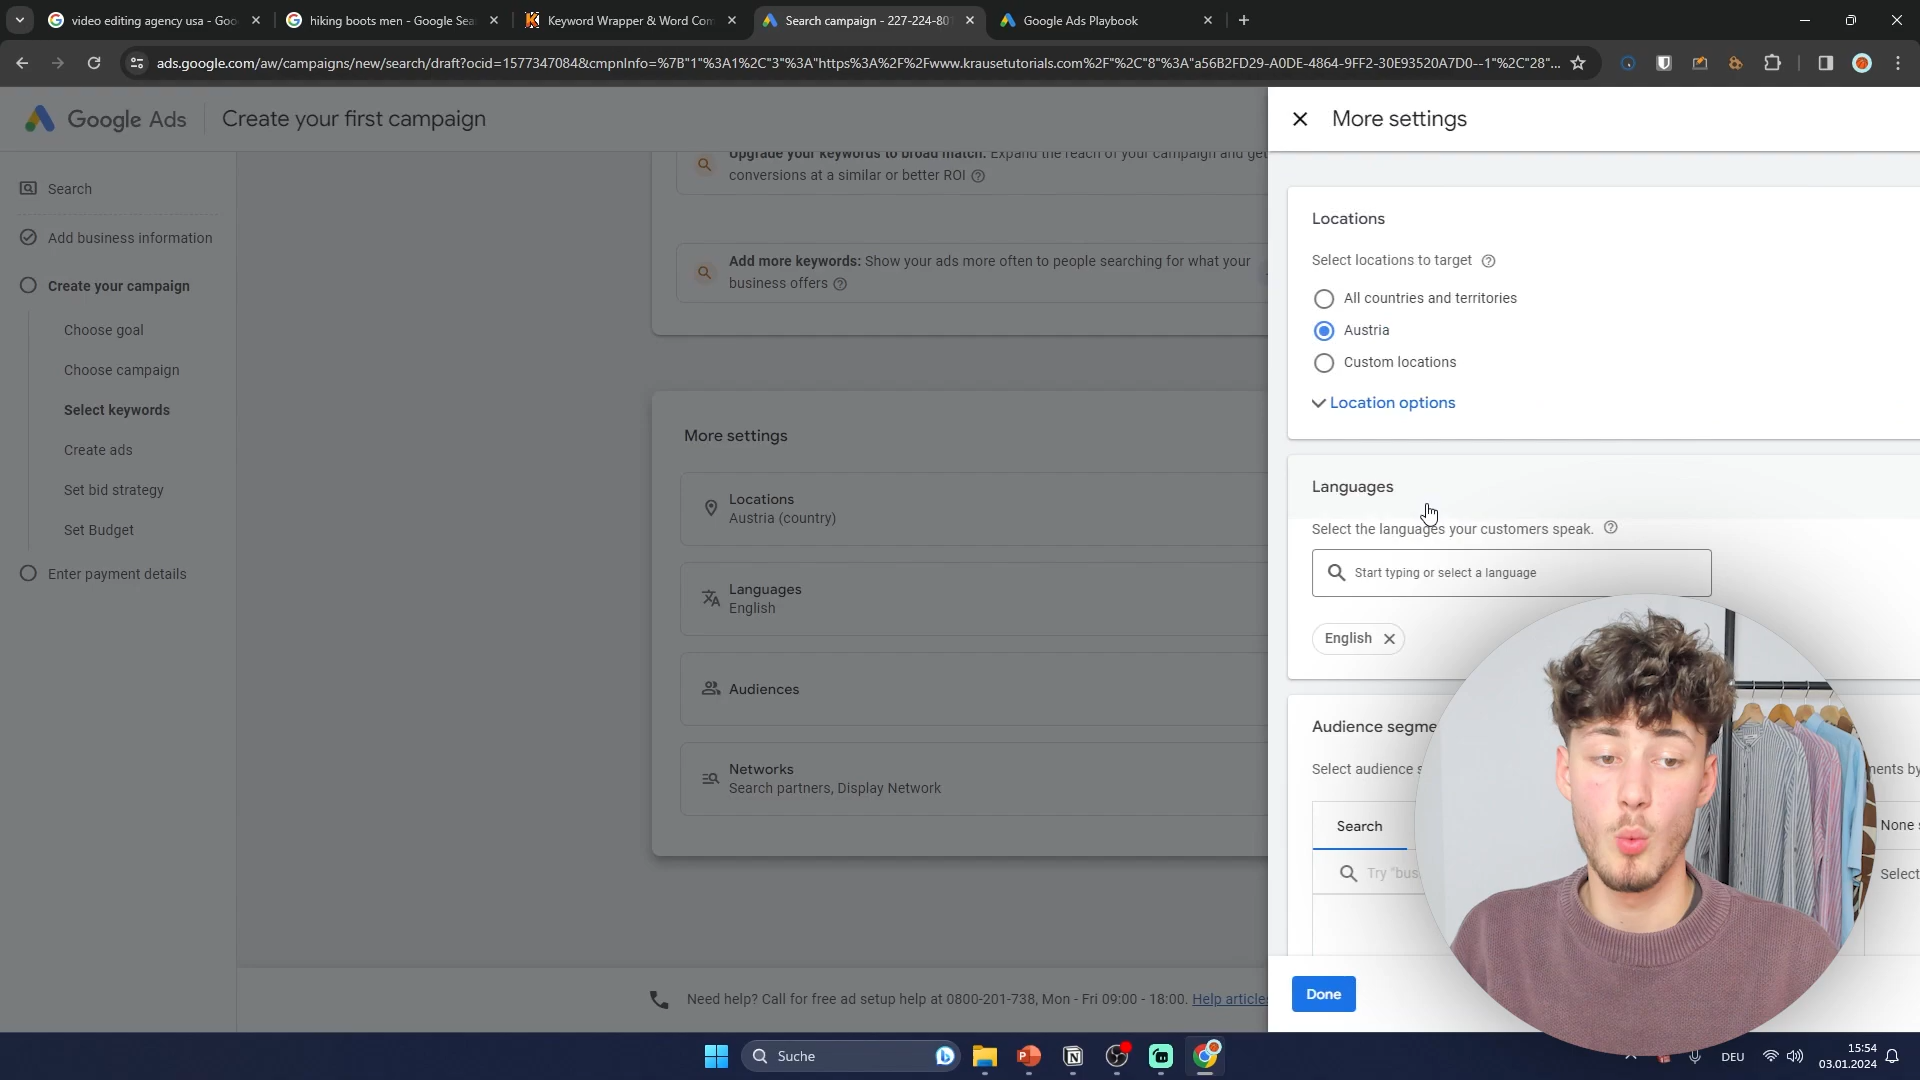 video editing agency usa - Goo
hiking boots men - Google Sea
Keyword Wrapper & Word Com
Search campaign - 227-224-801
Google Ads Playbook
ads.google.com/aw/campaigns/new/search/draft?ocid=1577347084&cmpnInfo=%7B"1"%3A1%2C"3"%3A"https%3A%2F%2Fwww.krausetutorials.com%2F"%2C"8"%3A"a56B2FD29-A0DE-4864-9FF2-30E93520A7D0--1"%2C"28"...
Google Ads
Create your first campaign
Search
Add business information
Create your campaign
Choose goal
Choose campaign
Select keywords
Create ads
Set bid strategy
Set Budget
Enter payment details
Upgrade your keywords to broad match: Expand the reach of your campaign and get
conversions at a similar or better ROI
Add more keywords: Show your ads more often to people searching for what your
business offers
More settings
Locations
Austria (country)
Languages
English
Audiences
Networks
Search partners, Display Network
Need help? Call for free ad setup help at 0800-201-738, Mon - Fri 09:00 - 18:00. Help articles
More settings
Locations
Select locations to target
All countries and territories
Austria
Custom locations
Location options
Languages
Select the languages your customers speak.
Start typing or select a language
English
Audience segme
Select audience s
ments by
Search
None s
Try "bus
Select
Done
Suche
DEU
15:54
03.01.2024